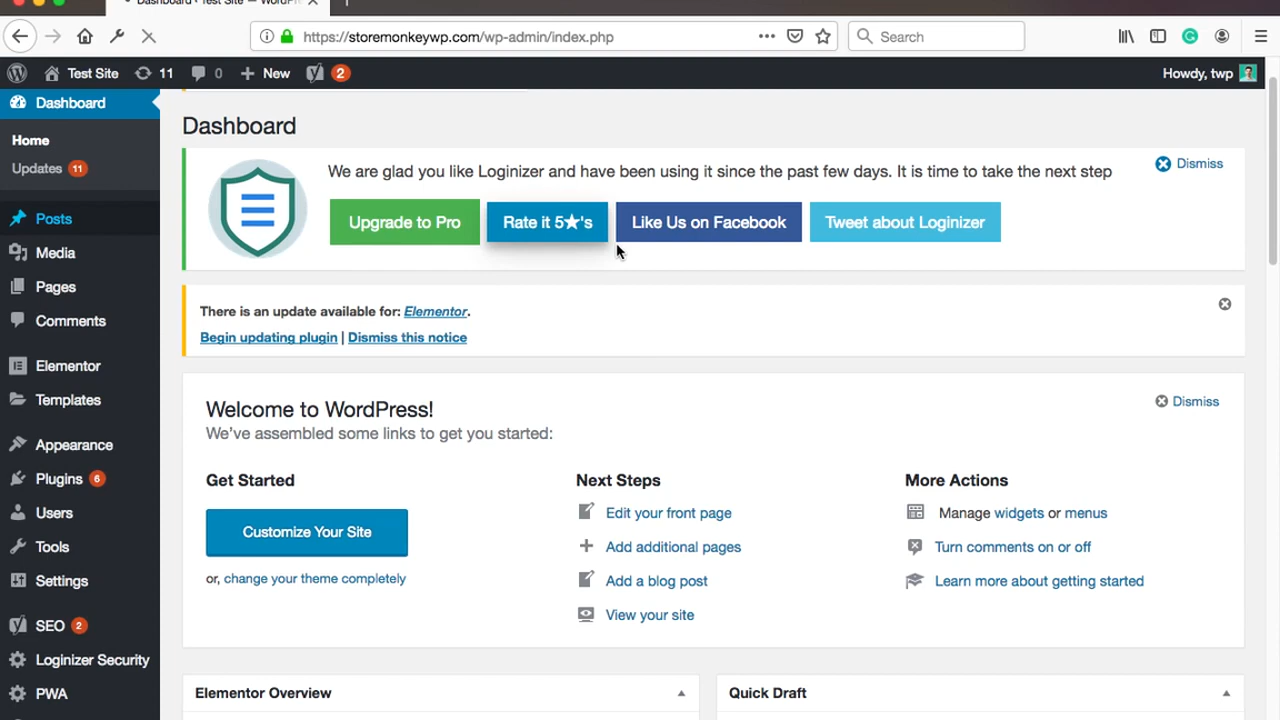 Dashboard ‹ Test Site — WordPre
https://storemonkeywp.com/wp-admin/index.php
Search
Test Site
11
0
New
2
Howdy, twp
Dashboard
Home
Updates 11
Posts
Media
Pages
Comments
Elementor
Templates
Appearance
Plugins 6
Users
Tools
Settings
SEO 2
Loginizer Security
PWA
Dashboard
We are glad you like Loginizer and have been using it since the past few days. It is time to take the next step
Dismiss
Upgrade to Pro
Rate it 5★'s
Like Us on Facebook
Tweet about Loginizer
There is an update available for: Elementor.
Begin updating plugin | Dismiss this notice
Welcome to WordPress!
Dismiss
We've assembled some links to get you started:
Get Started
Customize Your Site
or, change your theme completely
Next Steps
Edit your front page
Add additional pages
Add a blog post
View your site
More Actions
Manage widgets or menus
Turn comments on or off
Learn more about getting started
Elementor Overview
Quick Draft